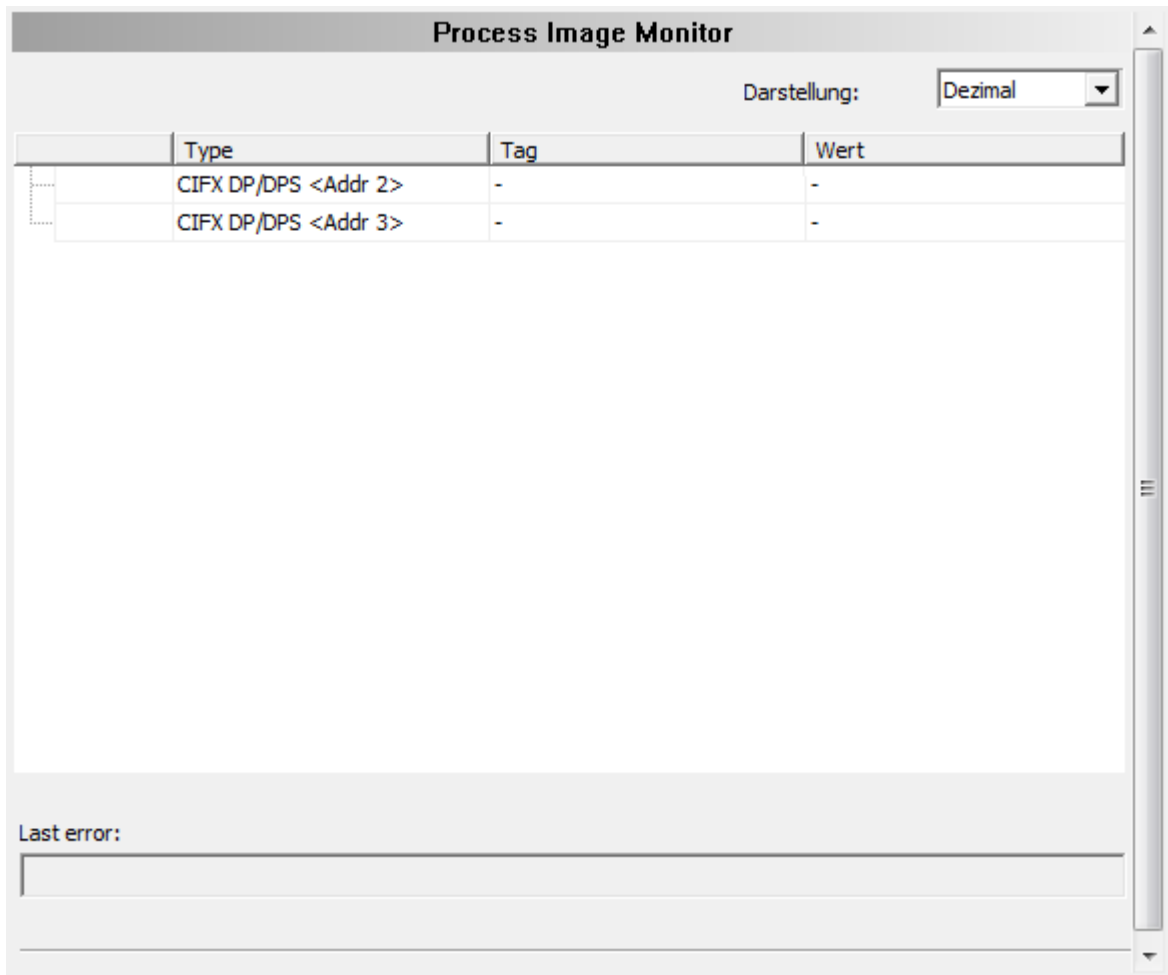 Process Image Monitor
Darstellung: Dezimal
Type Tag Wert
CIFX DP/DPS <Addr 2> - -
CIFX DP/DPS <Addr 3> - -
Last error: